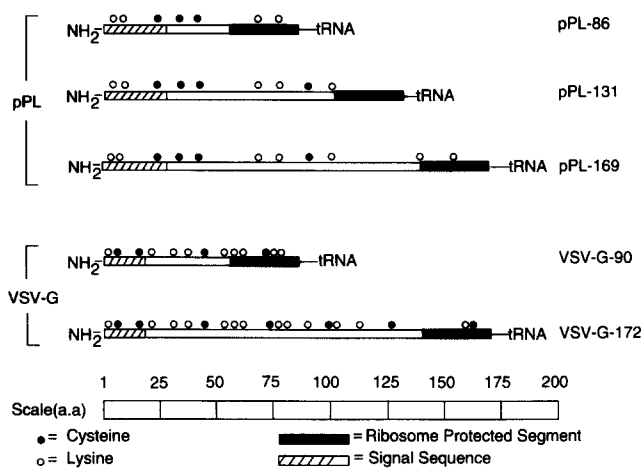 NH2- tRNA pPL-86
pPL
NH2- tRNA pPL-131
NH2- tRNA pPL-169
NH2- tRNA VSV-G-90
VSV-G
NH2- tRNA VSV-G-172
1 25 50 75 100 125 150 175 200
Scale(a.a)
•= Cysteine = Ribosome Protected Segment
o= Lysine = Signal Sequence